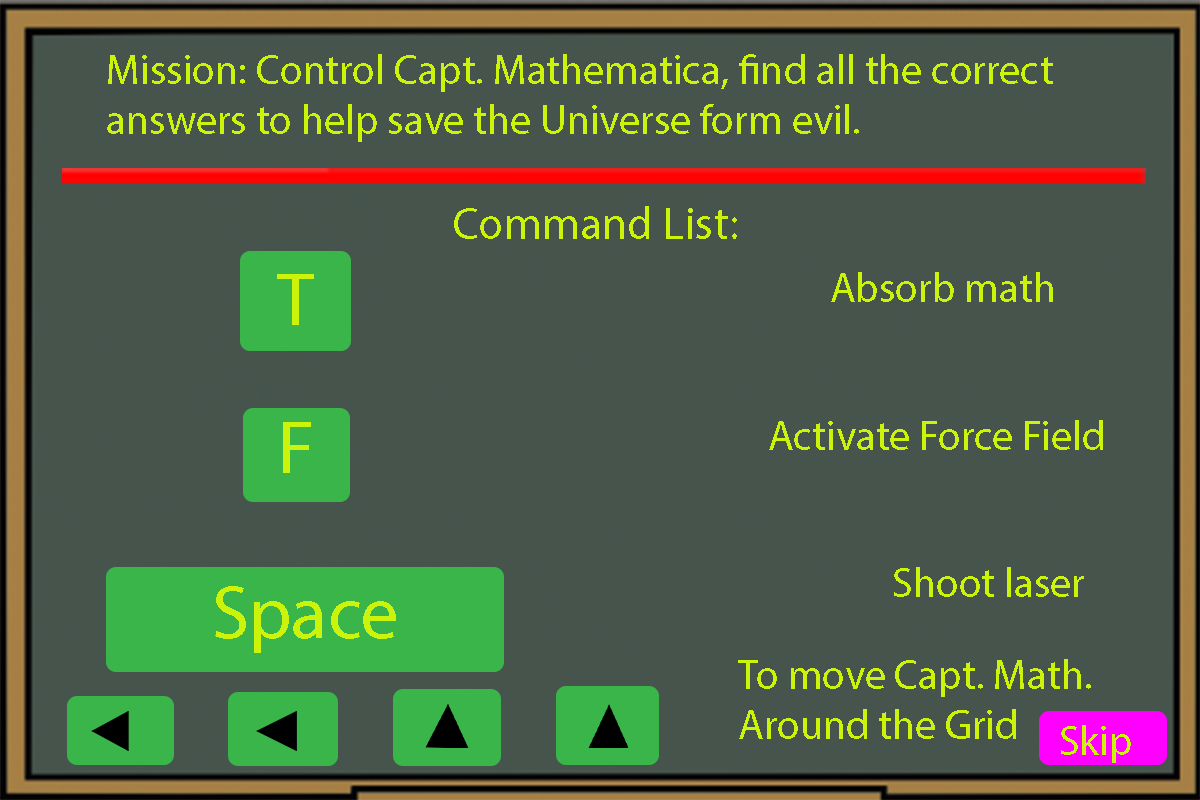 Mission: Control Capt. Mathematica, find all the correct
answers to help save the Universe form evil.
Command List:
T
Absorb math
F
Activate Force Field
Space
Shoot laser
To move Capt. Math.
Around the Grid
Skip